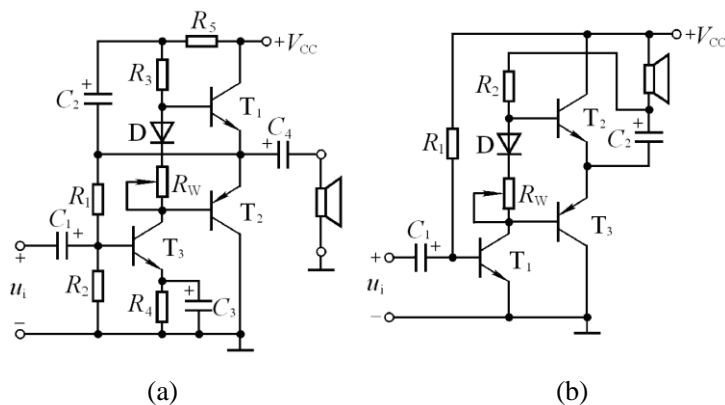 R5
+VCC
R3
C2
+
T1
D
C4
+
RW
R1
T2
C1
+
T3
+
ui
R2
R4
+
C3
−
(a)
+VCC
R2
+
T2
C2
R1
D
RW
T3
C1
+
T1
+
ui
−
(b)